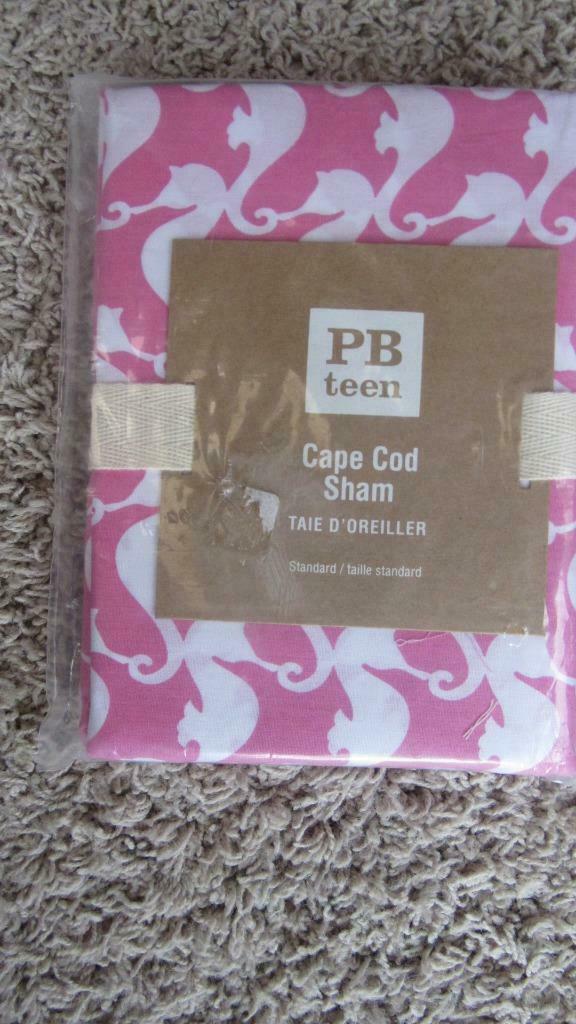 PB
teen
Cape Cod
Sham
TAIE D'OREILLER
Standard / taille standard